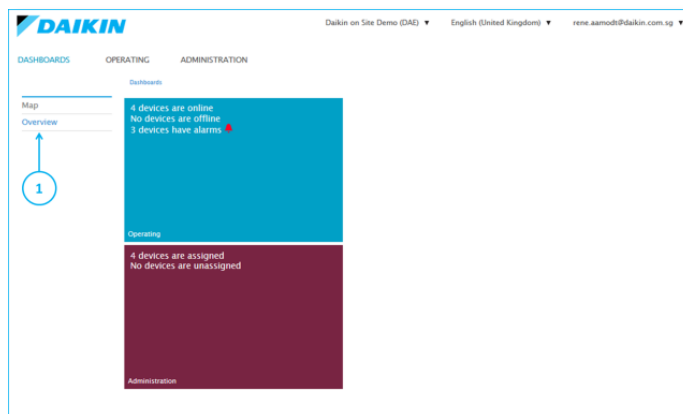 DAIKIN
Daikin on Site Demo (DAE) ▼ English (United Kingdom) ▼ rene.aamodt@daikin.com.sg ▼
DASHBOARDS OPERATING ADMINISTRATION
Dashboards
Map
Overview
1
4 devices are online
No devices are offline
3 devices have alarms
Operating
4 devices are assigned
No devices are unassigned
Administration